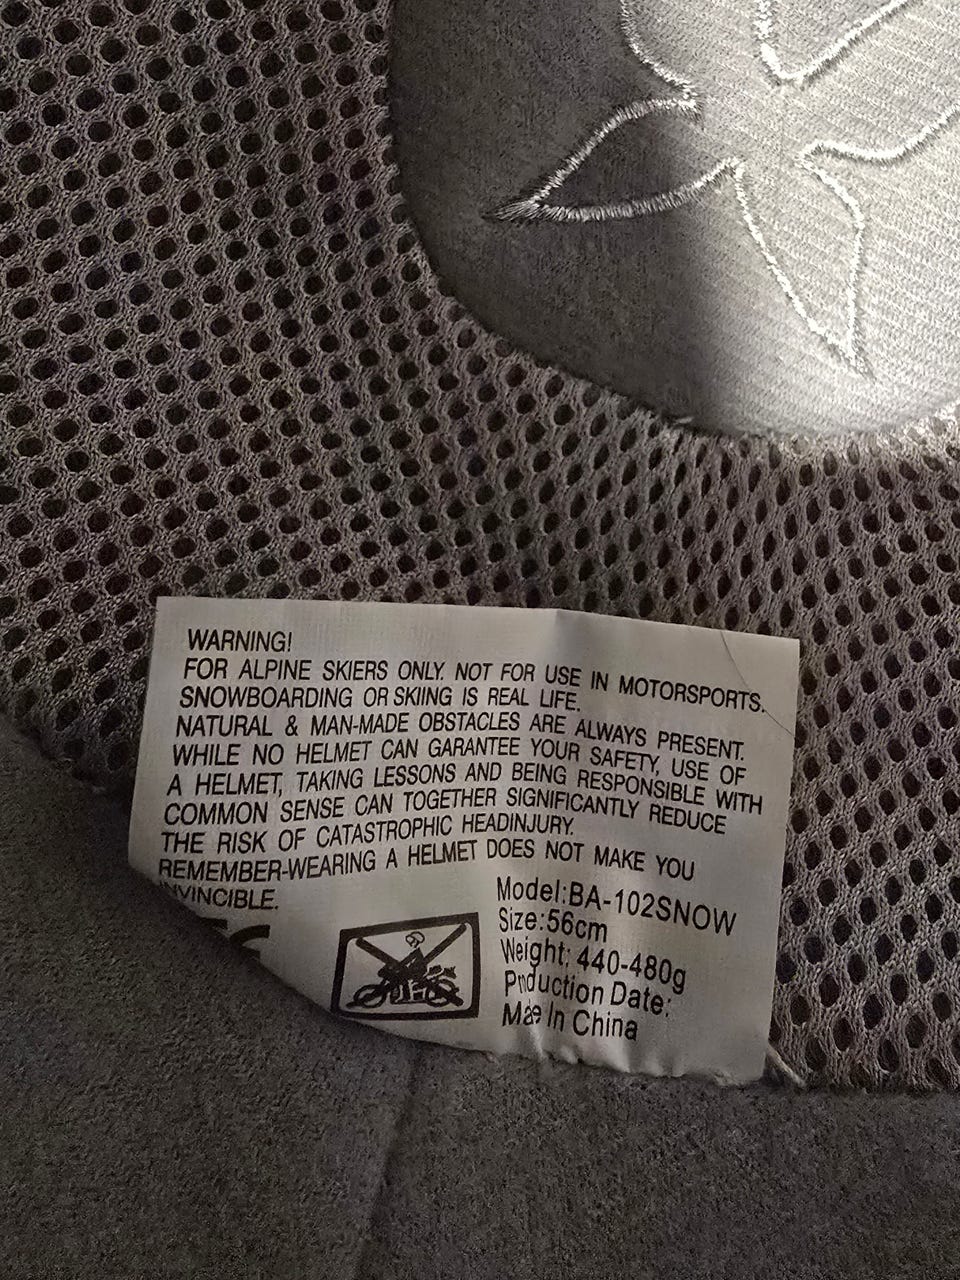 WARNING!
FOR ALPINE SKIERS ONLY. NOT FOR USE IN MOTORSPORTS.
SNOWBOARDING OR SKIING IS REAL LIFE.
NATURAL & MAN-MADE OBSTACLES ARE ALWAYS PRESENT.
WHILE NO HELMET CAN GARANTEE YOUR SAFETY, USE OF
A HELMET, TAKING LESSONS AND BEING RESPONSIBLE WITH
COMMON SENSE CAN TOGETHER SIGNIFICANTLY REDUCE
THE RISK OF CATASTROPHIC HEADINJURY.
REMEMBER-WEARING A HELMET DOES NOT MAKE YOU
INVINCIBLE.
Model:BA-102SNOW
Size:56cm
Weight: 440-480g
Production Date:
Made In China